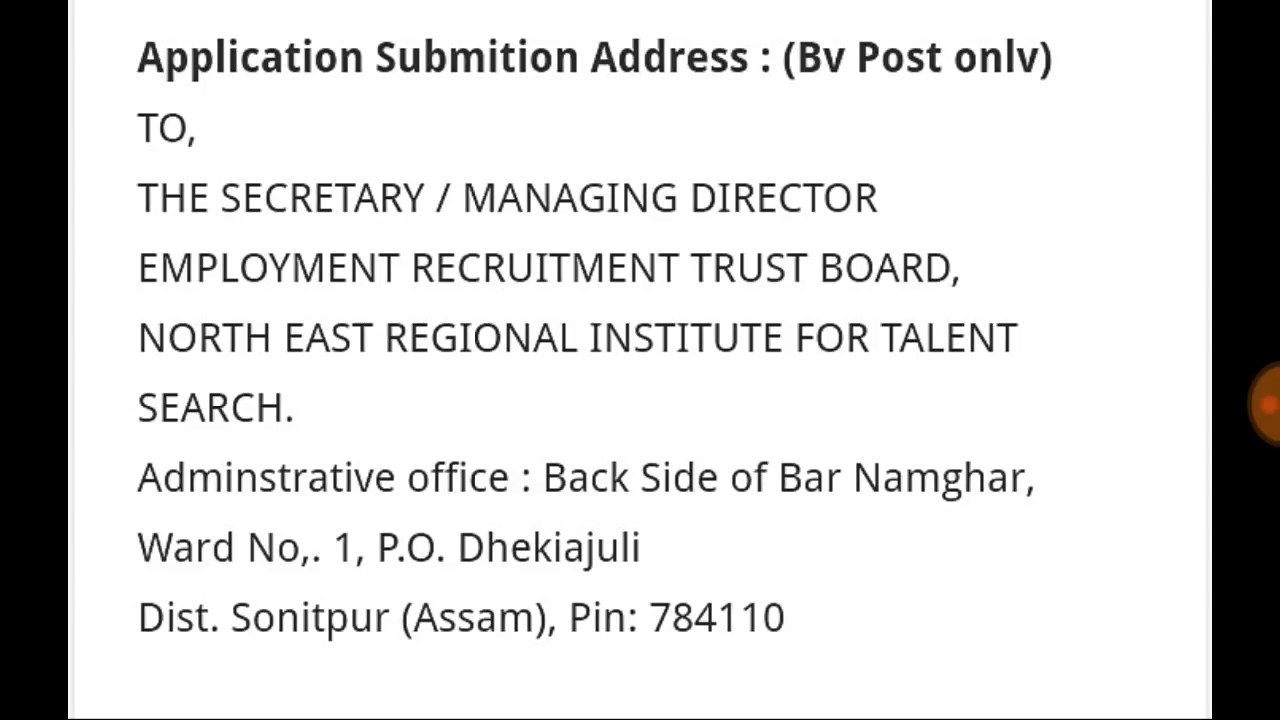 Application Submition Address : (Bv Post onlv)
TO,
THE SECRETARY / MANAGING DIRECTOR
EMPLOYMENT RECRUITMENT TRUST BOARD,
NORTH EAST REGIONAL INSTITUTE FOR TALENT
SEARCH.
Adminstrative office : Back Side of Bar Namghar,
Ward No,. 1, P.O. Dhekiajuli
Dist. Sonitpur (Assam), Pin: 784110